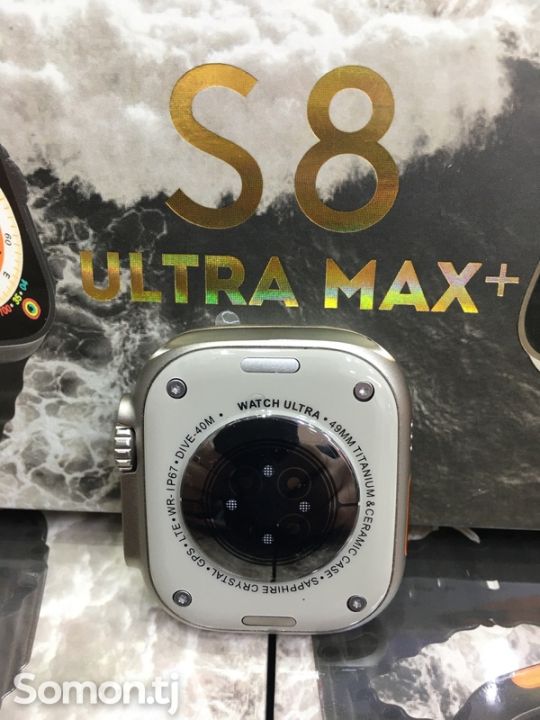 S8
ULTRA MAX+
WATCH ULTRA • 49MM TITANIUM &CERAMIC CASE • SAPPHIRE CRYSTAL • GPS • LTE • WR- IP67 • DIVE-40M •
Somon.tj